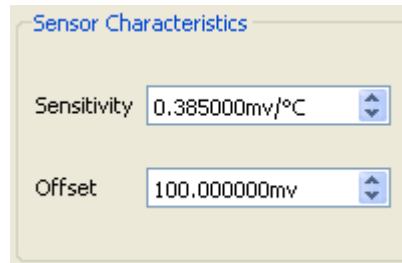 Sensor Characteristics
Sensitivity 0.385000mv/°C
Offset 100.000000mv